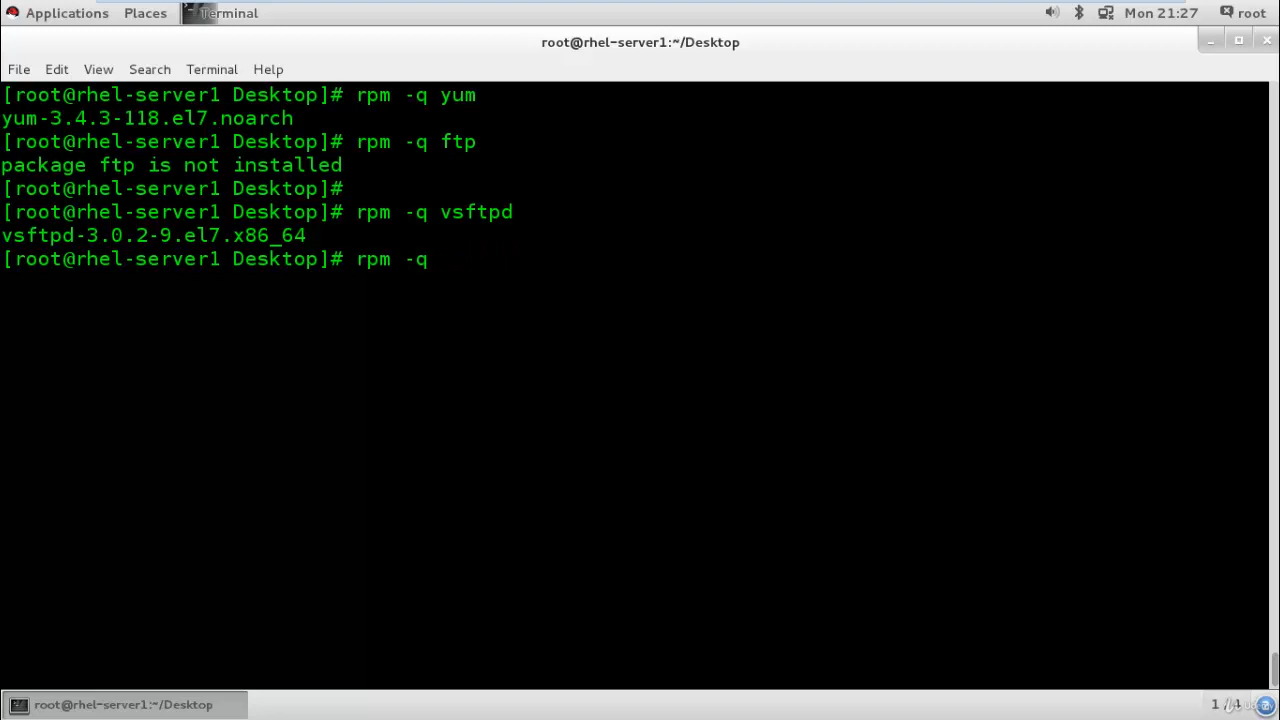 Applications Places Terminal Mon 21:27 root
root@rhel-server1:~/Desktop
File Edit View Search Terminal Help
[root@rhel-server1 Desktop]# rpm -q yum
yum-3.4.3-118.el7.noarch
[root@rhel-server1 Desktop]# rpm -q ftp
package ftp is not installed
[root@rhel-server1 Desktop]#
[root@rhel-server1 Desktop]# rpm -q vsftpd
vsftpd-3.0.2-9.el7.x86_64
[root@rhel-server1 Desktop]# rpm -q
root@rhel-server1:~/Desktop 1 / 4